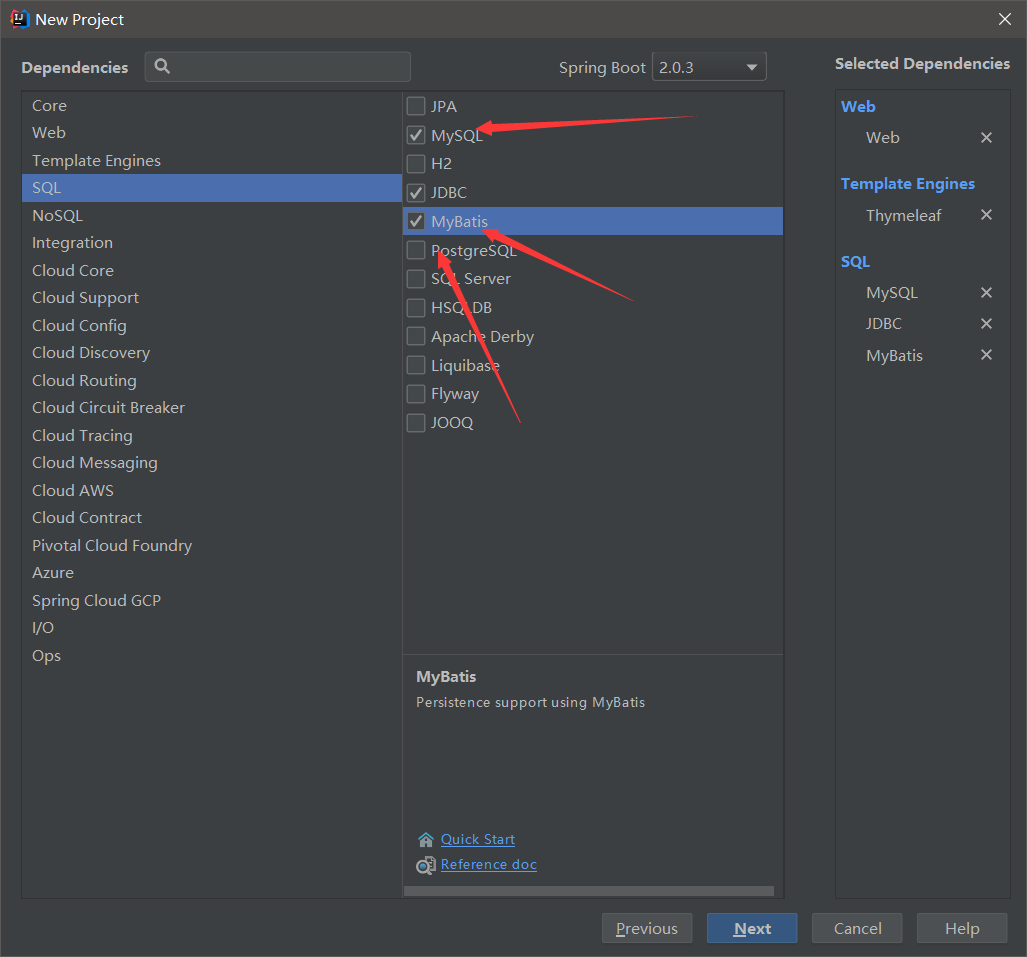 New Project
Dependencies
Spring Boot 2.0.3
Selected Dependencies
Core
Web
Template Engines
SQL
NoSQL
Integration
Cloud Core
Cloud Support
Cloud Config
Cloud Discovery
Cloud Routing
Cloud Circuit Breaker
Cloud Tracing
Cloud Messaging
Cloud AWS
Cloud Contract
Pivotal Cloud Foundry
Azure
Spring Cloud GCP
I/O
Ops
JPA
MySQL
H2
JDBC
MyBatis
PostgreSQL
SQL Server
HSQLDB
Apache Derby
Liquibase
Flyway
JOOQ
MyBatis
Persistence support using MyBatis
Quick Start
Reference doc
Web
Web
Template Engines
Thymeleaf
SQL
MySQL
JDBC
MyBatis
Previous
Next
Cancel
Help